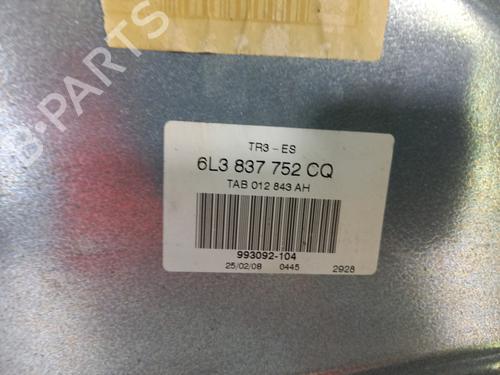 B-PARTS
TR3 - ES
6L3 837 752 CQ
TAB 012 843 AH
993092-104
25/02/08 0445 2928